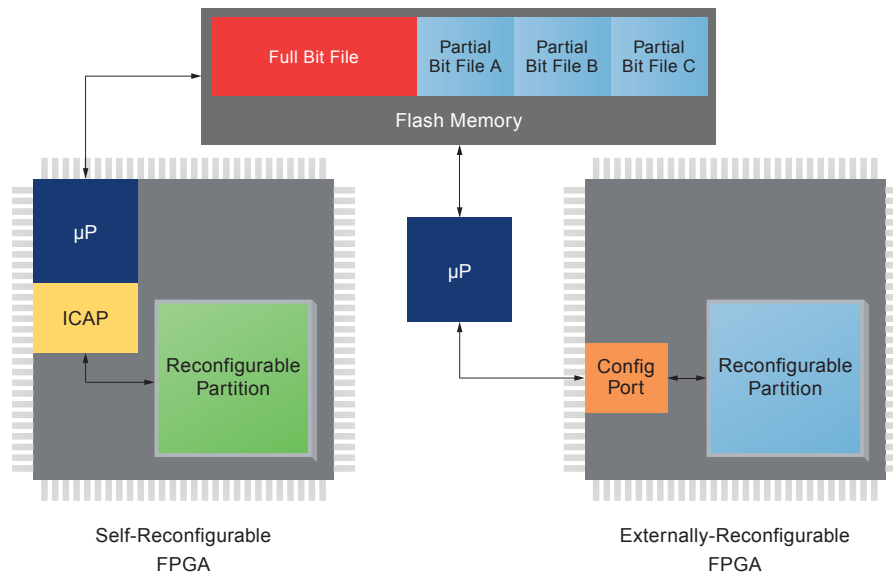 Full Bit File
Partial
Bit File A
Partial
Bit File B
Partial
Bit File C
Flash Memory
µP
ICAP
Reconfigurable
Partition
µP
Config
Port
Reconfigurable
Partition
Self-Reconfigurable
FPGA
Externally-Reconfigurable
FPGA